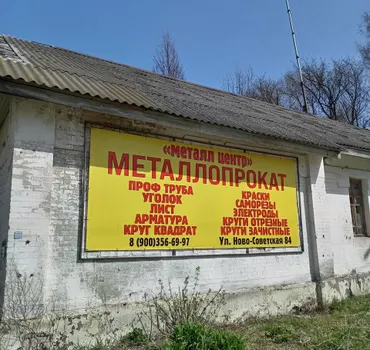 «металл центр»
МЕТАЛЛОПРОКАТ
ПРОФ ТРУБА
УГОЛОК
ЛИСТ
АРМАТУРА
КРУГ КВАДРАТ
8 (900)356-69-97
КРАСКИ
САМОРЕЗЫ
ЭЛЕКТРОДЫ
КРУГИ ОТРЕЗНЫЕ
КРУГИ ЗАЧИСТНЫЕ
Ул. Ново-Советская 84